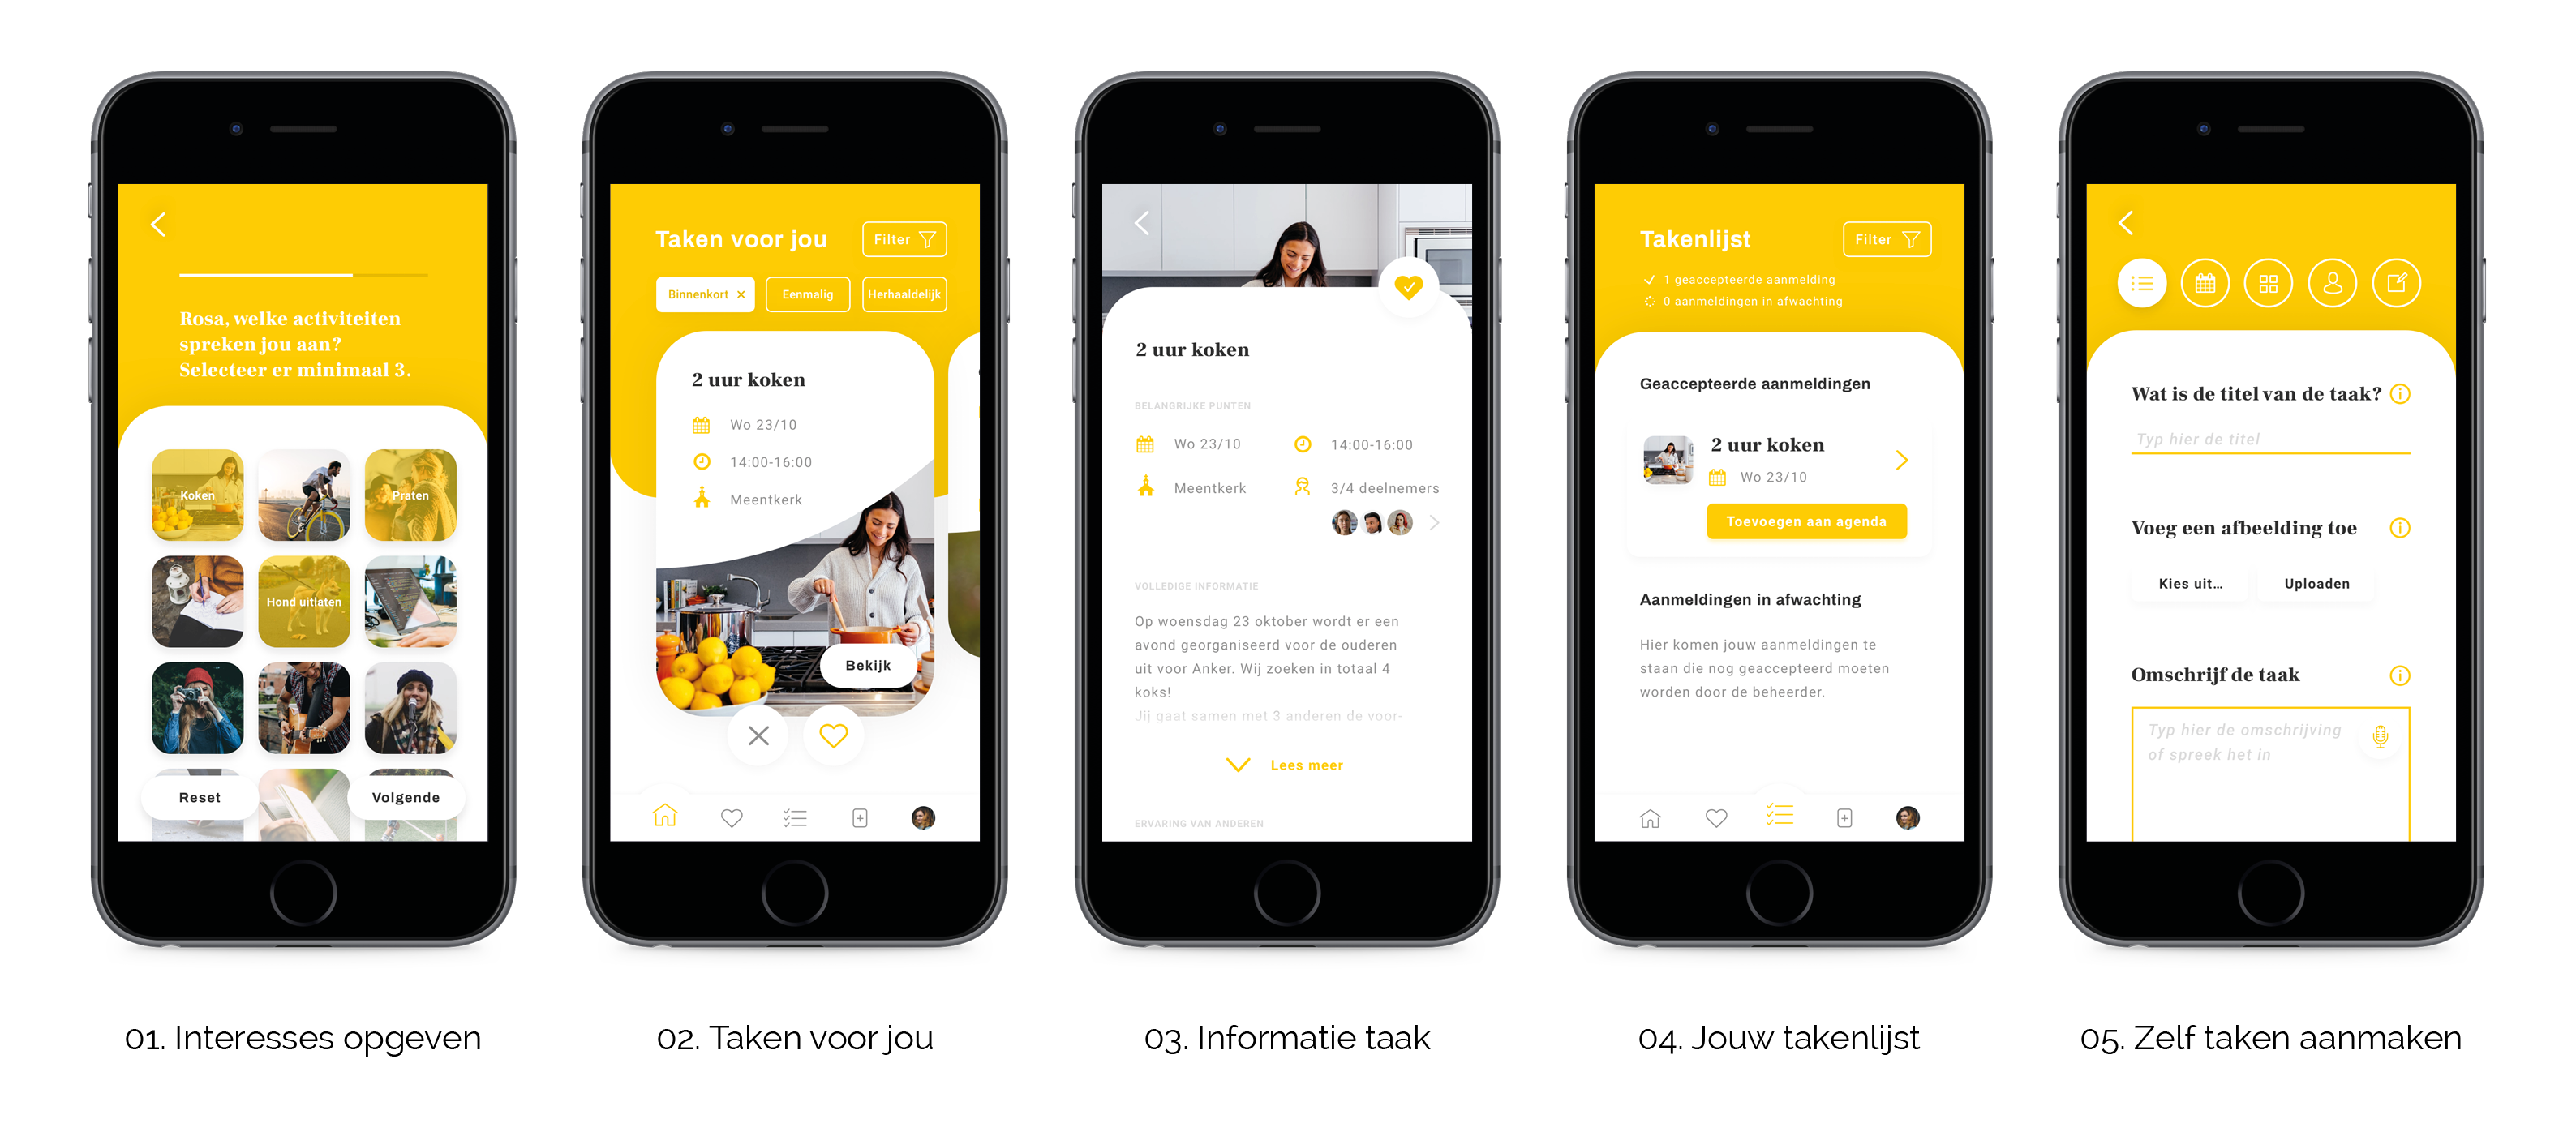 Rosa, welke activiteiten
spreken jou aan?
Selecteer er minimaal 3.
Koken
Praten
Hond uitlaten
Reset
Volgende
01. Interesses opgeven
Taken voor jou
Filter
Binnenkort ×
Eenmalig
Herhaaldelijk
2 uur koken
Wo 23/10
14:00-16:00
Meentkerk
Bekijk
02. Taken voor jou
2 uur koken
BELANGRIJKE PUNTEN
Wo 23/10
14:00-16:00
Meentkerk
3/4 deelnemers
VOLLEDIGE INFORMATIE
Op woensdag 23 oktober wordt er een
avond georganiseerd voor de ouderen
uit voor Anker. Wij zoeken in totaal 4
koks!
Jij gaat samen met 3 anderen de voor-
Lees meer
ERVARING VAN ANDEREN
03. Informatie taak
Takenlijst
Filter
1 geaccepteerde aanmelding
0 aanmeldingen in afwachting
Geaccepteerde aanmeldingen
2 uur koken
Wo 23/10
Toevoegen aan agenda
Aanmeldingen in afwachting
Hier komen jouw aanmeldingen te
staan die nog geaccepteerd moeten
worden door de beheerder.
04. Jouw takenlijst
Wat is de titel van de taak?
Typ hier de titel
Voeg een afbeelding toe
Kies uit...
Uploaden
Omschrijf de taak
Typ hier de omschrijving
of spreek het in
05. Zelf taken aanmaken